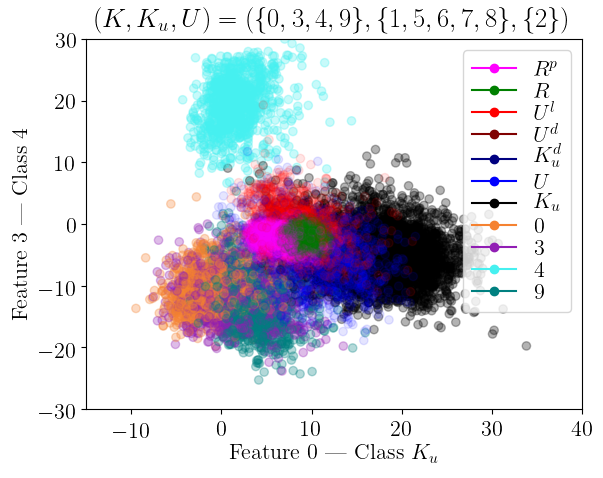 (K, K_u, U) = ({0, 3, 4, 9}, {1, 5, 6, 7, 8}, {2})
30
20
10
0
−10
−20
−30
Feature 3 — Class 4
R^p
R
U^l
U^d
K_u^d
U
K_u
0
3
4
9
−10 0 10 20 30 40
Feature 0 — Class K_u